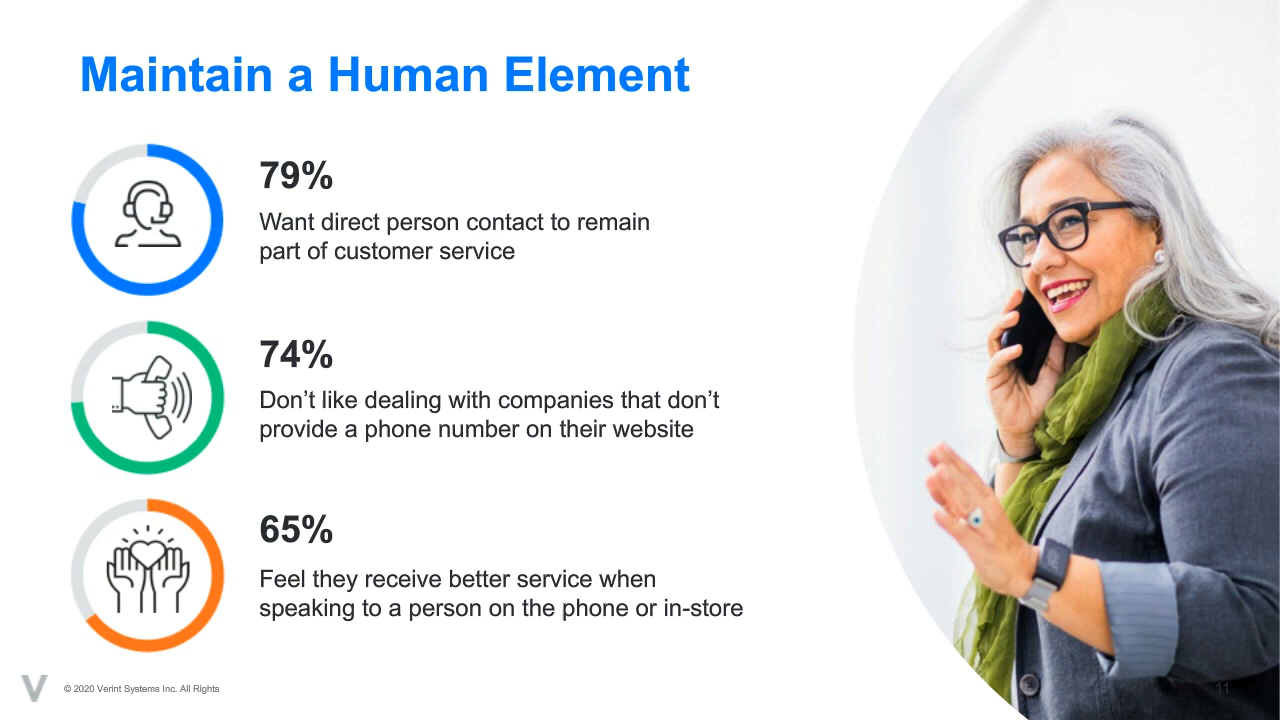 Maintain a Human Element
79%
Want direct person contact to remain
part of customer service
74%
Don’t like dealing with companies that don’t
provide a phone number on their website
65%
Feel they receive better service when
speaking to a person on the phone or in-store
© 2020 Verint Systems Inc. All Rights
11